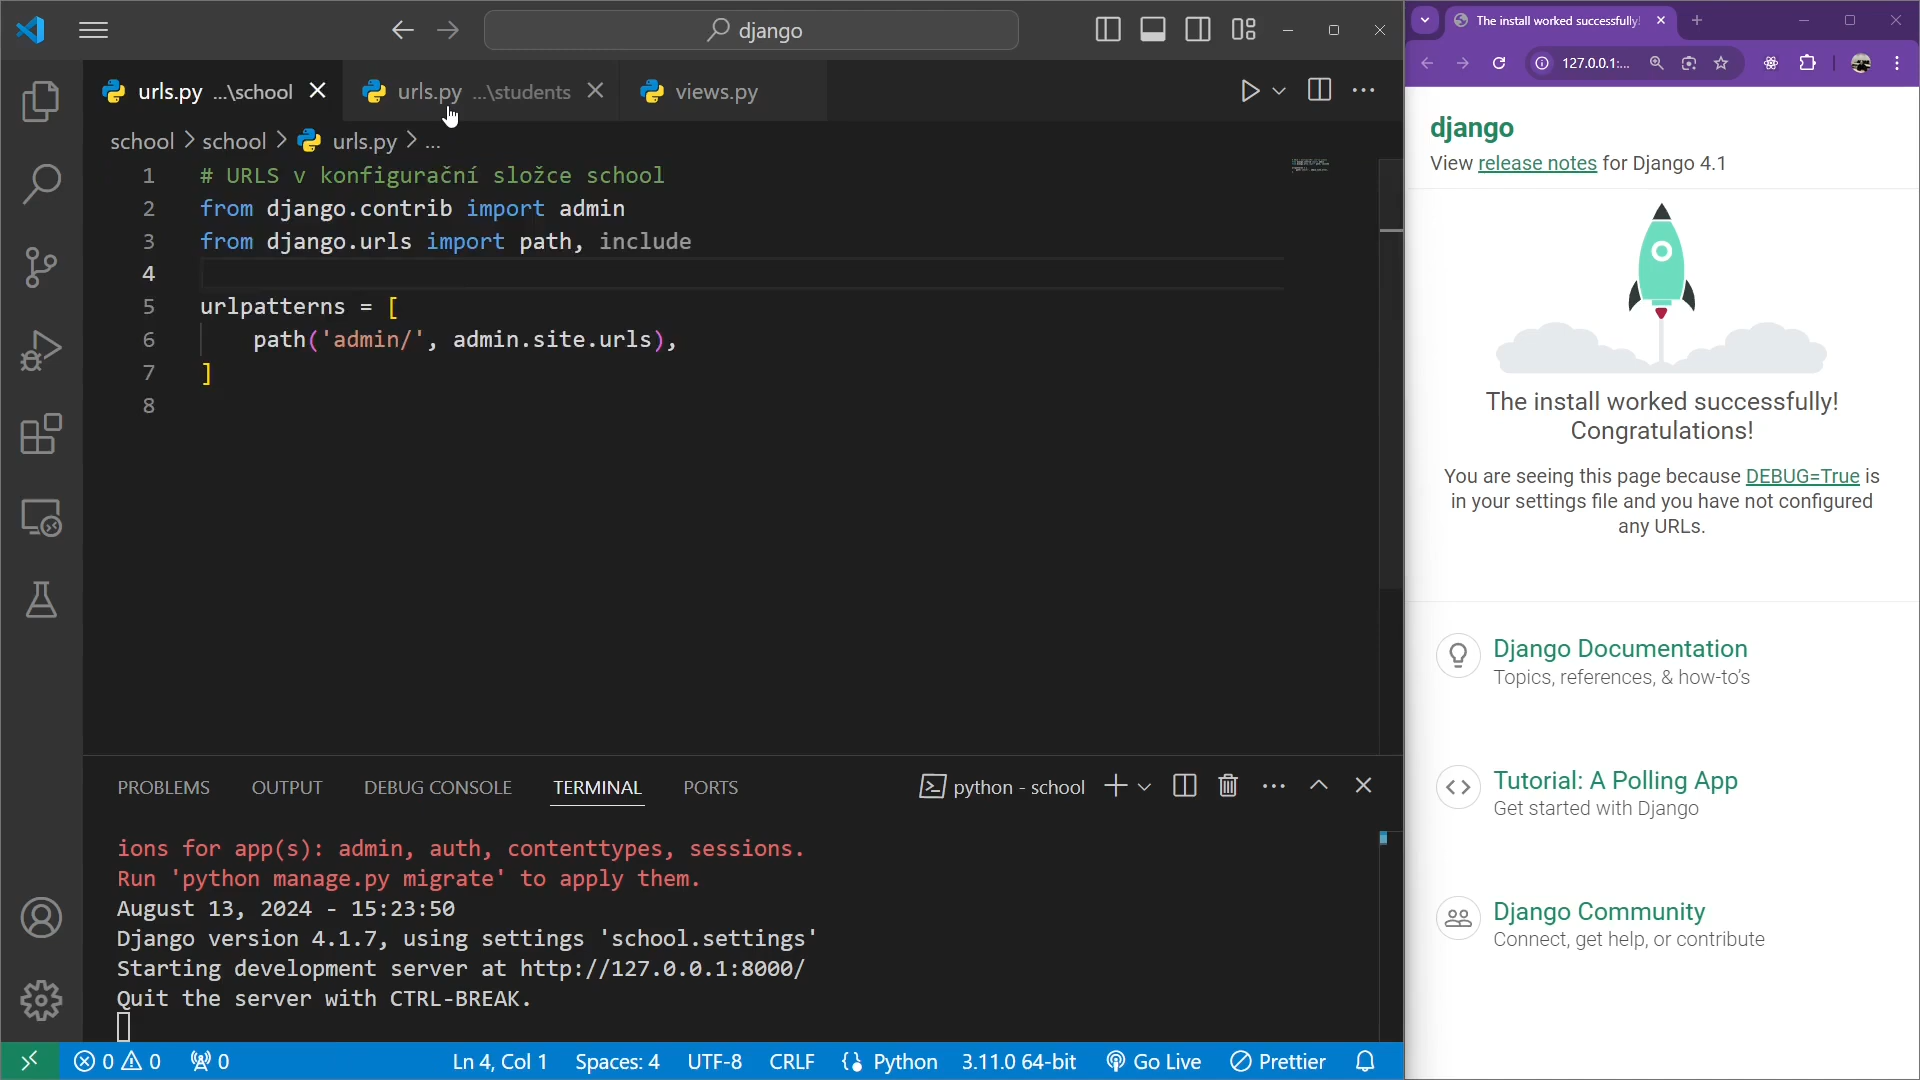 django
urls.py ...\school
urls.py ...\students
views.py
school > school > urls.py > ...
1 # URLS v konfigurační složce school
2 from django.contrib import admin
3 from django.urls import path, include
4
5 urlpatterns = [
6 path('admin/', admin.site.urls),
7 ]
8
PROBLEMS OUTPUT DEBUG CONSOLE TERMINAL PORTS
python - school
ions for app(s): admin, auth, contenttypes, sessions.
Run 'python manage.py migrate' to apply them.
August 13, 2024 - 15:23:50
Django version 4.1.7, using settings 'school.settings'
Starting development server at http://127.0.0.1:8000/
Quit the server with CTRL-BREAK.
0 0 0 Ln 4, Col 1 Spaces: 4 UTF-8 CRLF Python 3.11.0 64-bit Go Live Prettier
The install worked successfully!
127.0.0.1:...
django
View release notes for Django 4.1
The install worked successfully!
Congratulations!
You are seeing this page because DEBUG=True is
in your settings file and you have not configured
any URLs.
Django Documentation
Topics, references, & how-to's
Tutorial: A Polling App
Get started with Django
Django Community
Connect, get help, or contribute